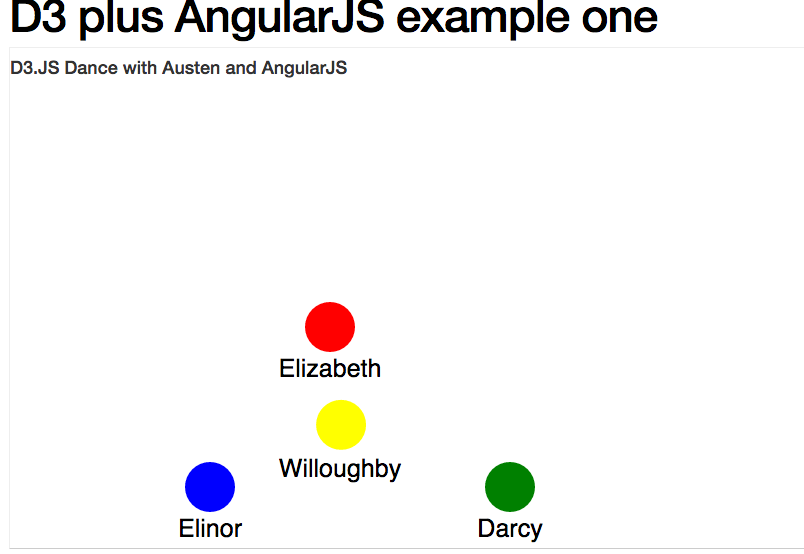 D3 plus AngularJS example one
D3.JS Dance with Austen and AngularJS
Elizabeth
Willoughby
Elinor
Darcy